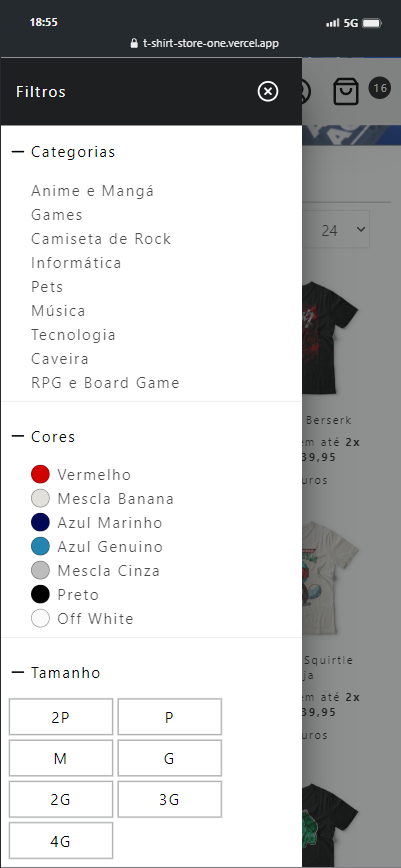 18:55
5G
t-shirt-store-one.vercel.app
Filtros
16
Categorias
Anime e Mangá
Games
Camiseta de Rock
Informática
Pets
Música
Tecnologia
Caveira
RPG e Board Game
24
Berserk
em até 2x
39,95
uros
Cores
Vermelho
Mescla Banana
Azul Marinho
Azul Genuino
Mescla Cinza
Preto
Off White
Squirtle
ja
em até 2x
39,95
uros
Tamanho
2P
P
M
G
2G
3G
4G